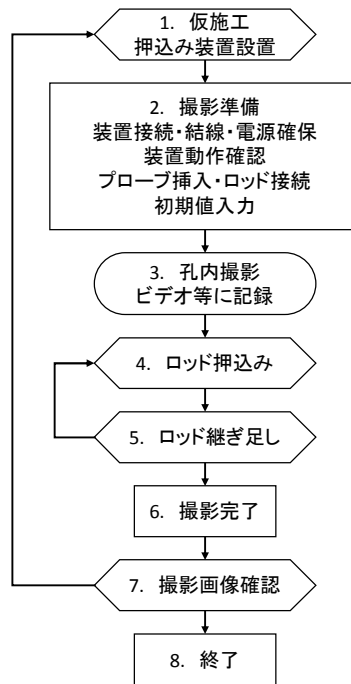 1. 仮施工
押込み装置設置
2. 撮影準備
装置接続・結線・電源確保
装置動作確認
プローブ挿入・ロッド接続
初期値入力
3. 孔内撮影
ビデオ等に記録
4. ロッド押込み
5. ロッド継ぎ足し
6. 撮影完了
7. 撮影画像確認
8. 終了